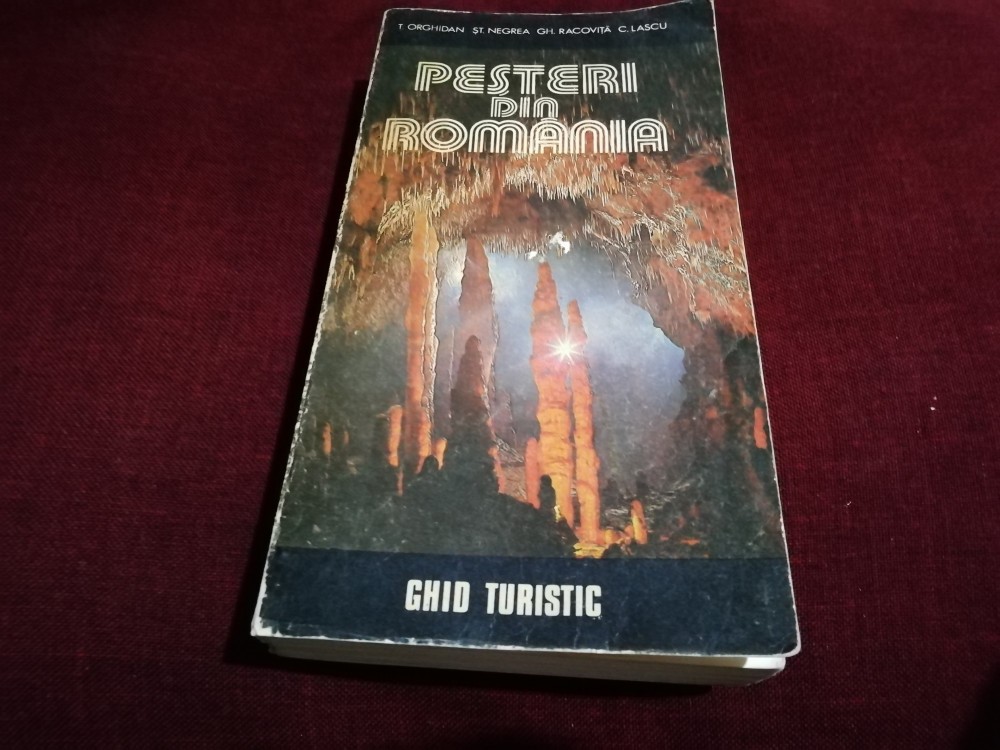 T. ORGHIDAN ŞT. NEGREA GH. RACOVIŢĂ C. LASCU
PEŞTERI
DIN
ROMÂNIA
GHID TURISTIC